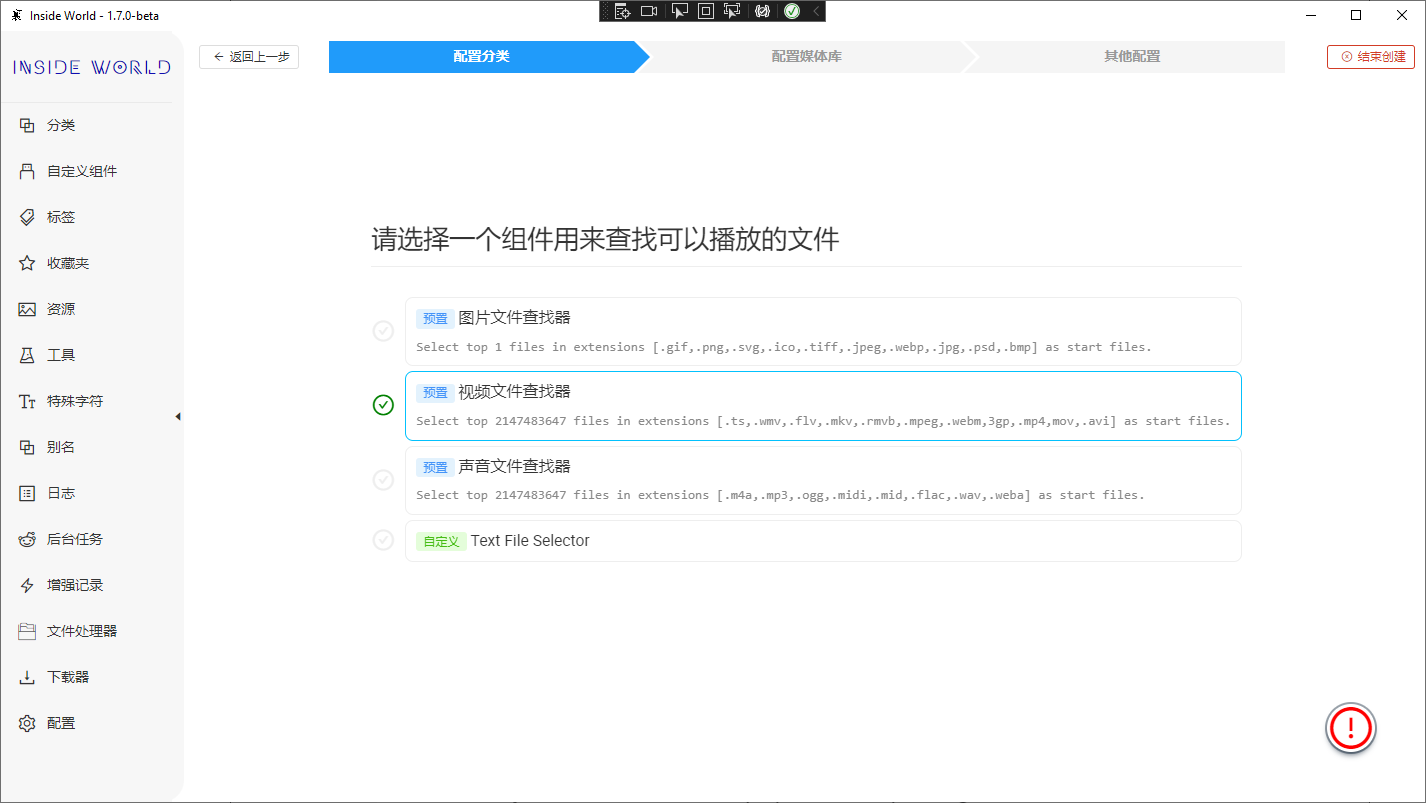 Inside World - 1.7.0-beta
INSIDE WORLD
分类
自定义组件
标签
收藏夹
资源
工具
特殊字符
别名
日志
后台任务
增强记录
文件处理器
下载器
配置
返回上一步
配置分类
配置媒体库
其他配置
结束创建
请选择一个组件用来查找可以播放的文件
预置 图片文件查找器
Select top 1 files in extensions [.gif,.png,.svg,.ico,.tiff,.jpeg,.webp,.jpg,.psd,.bmp] as start files.
预置 视频文件查找器
Select top 2147483647 files in extensions [.ts,.wmv,.flv,.mkv,.rmvb,.mpeg,.webm,3gp,.mp4,mov,.avi] as start files.
预置 声音文件查找器
Select top 2147483647 files in extensions [.m4a,.mp3,.ogg,.midi,.mid,.flac,.wav,.weba] as start files.
自定义 Text File Selector